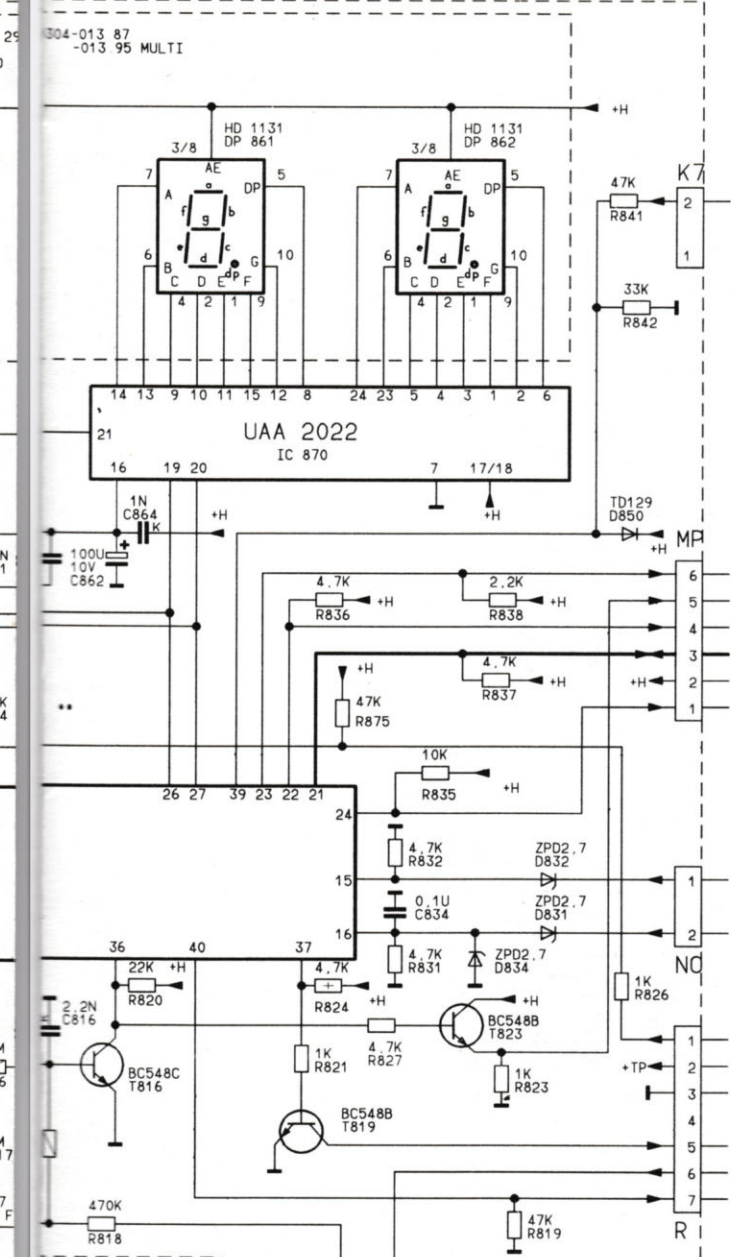 304-013 87
-013 95 MULTI
+H
HD 1131
DP 861
3/8
AE
7
5
A
DP
a
f
b
g
e
c
d
dp
6
10
B
G
C D E F
4 2 1 9
HD 1131
DP 862
3/8
AE
7
5
A
DP
a
f
b
g
e
c
d
dp
6
10
B
G
C D E F
4 2 1 9
K7
47K
R841
2
1
33K
R842
14 13 9 10 11 15 12 8 24 23 5 4 3 1 2 6
21
UAA 2022
IC 870
16 19 20 7 17/18
+H
1N
C864
K
+H
100U
10V
C862
+
TD129
D850
+H
MP
6
5
4
3
2
1
4,7K
R836
+H
2,2K
R838
+H
4,7K
R837
+H
+H
+H
47K
R875
**
10K
R835
+H
26 27 39 23 22 21
24
15
16
4,7K
R832
0,1U
C834
4,7K
R831
ZPD2,7
D832
ZPD2,7
D831
ZPD2,7
D834
1
2
NO
36 40 37
22K
R820
+H
4,7K
R824
+H
2,2N
C816
K
BC548C
T816
1K
R821
4,7K
R827
+H
BC548B
T823
1K
R823
1K
R826
BC548B
T819
+TP
1
2
3
4
5
6
7
R
470K
R818
47K
R819